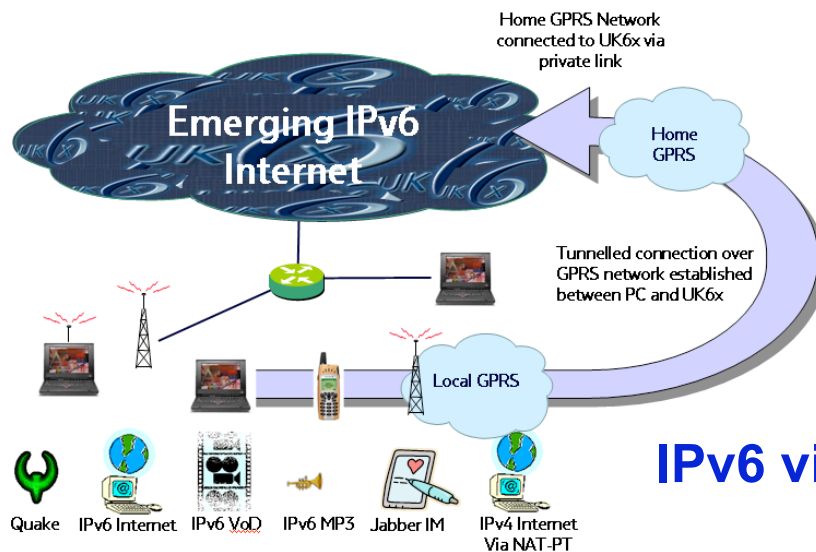 Home GPRS Network
connected to UK6x via
private link
Emerging IPv6
Internet
Home
GPRS
Tunnelled connection over
GPRS network established
between PC and UK6x
Local GPRS
IPv6 vi
Quake
IPv6 Internet
IPv6 VoD
IPv6 MP3
Jabber IM
IPv4 Internet
Via NAT-PT